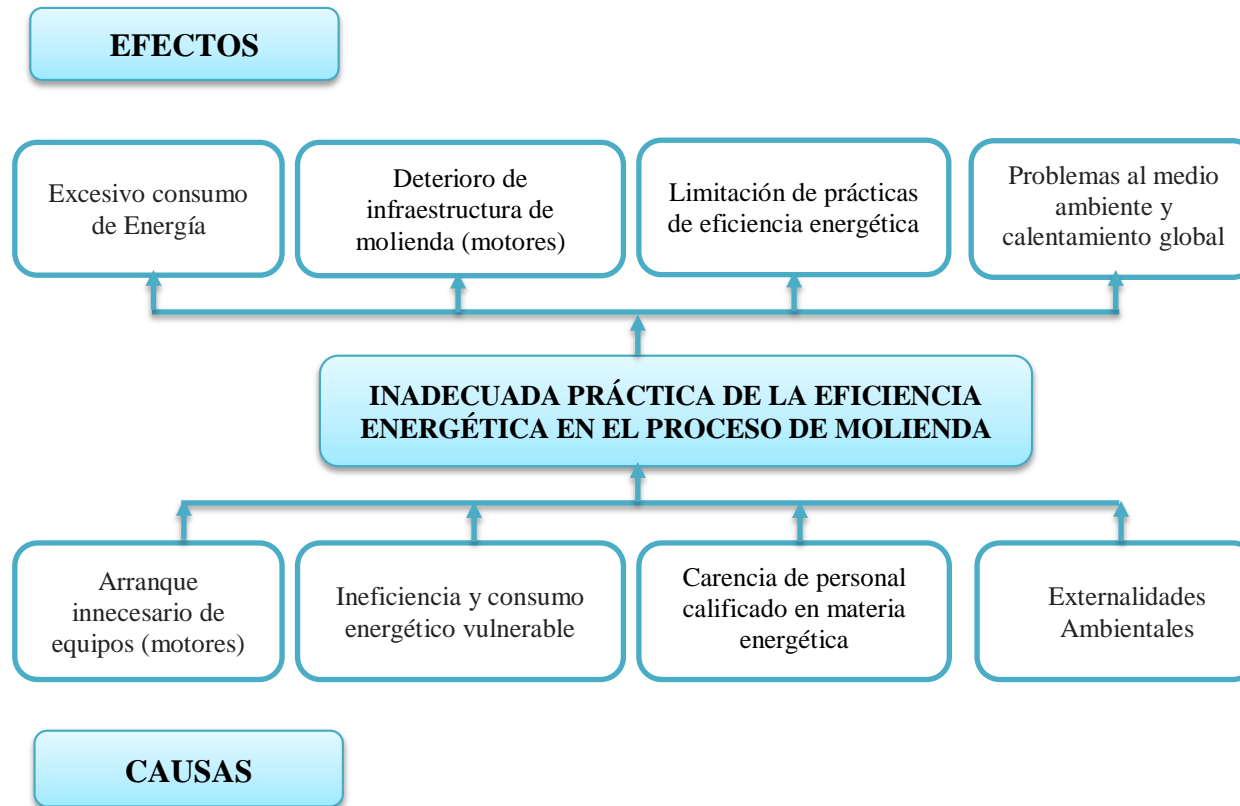 EFECTOS
Excesivo consumo
de Energía
Deterioro de
infraestructura de
molienda (motores)
Limitación de prácticas
de eficiencia energética
Problemas al medio
ambiente y
calentamiento global
INADECUADA PRÁCTICA DE LA EFICIENCIA
ENERGÉTICA EN EL PROCESO DE MOLIENDA
Arranque
innecesario de
equipos (motores)
Ineficiencia y consumo
energético vulnerable
Carencia de personal
calificado en materia
energética
Externalidades
Ambientales
CAUSAS